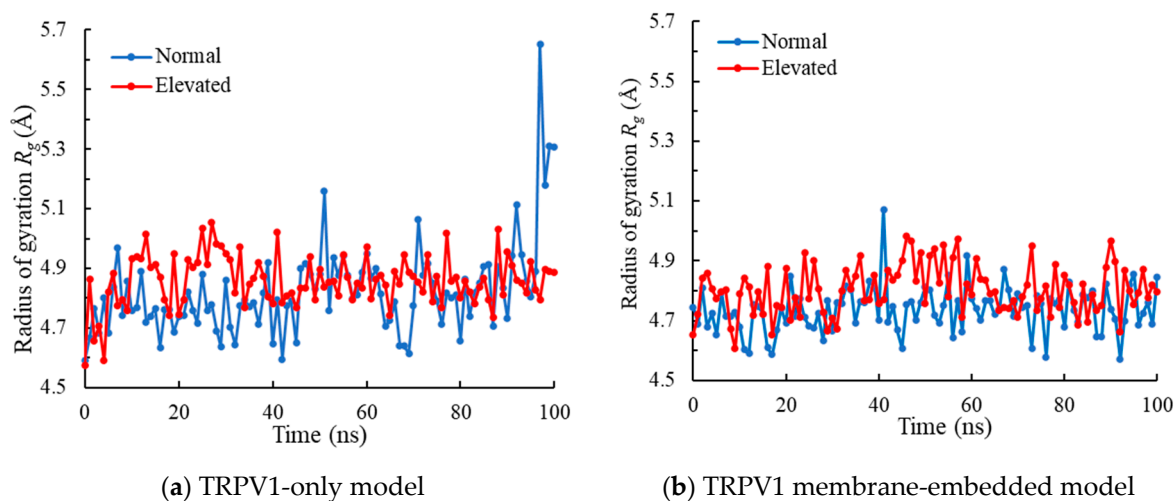 5.7
5.5
5.3
5.1
4.9
4.7
4.5
Radius of gyration Rg (Å)
Normal
Elevated
0 20 40 60 80 100
Time (ns)
(a) TRPV1-only model
5.7
5.5
5.3
5.1
4.9
4.7
4.5
Radius of gyration Rg (Å)
Normal
Elevated
0 20 40 60 80 100
Time (ns)
(b) TRPV1 membrane-embedded model